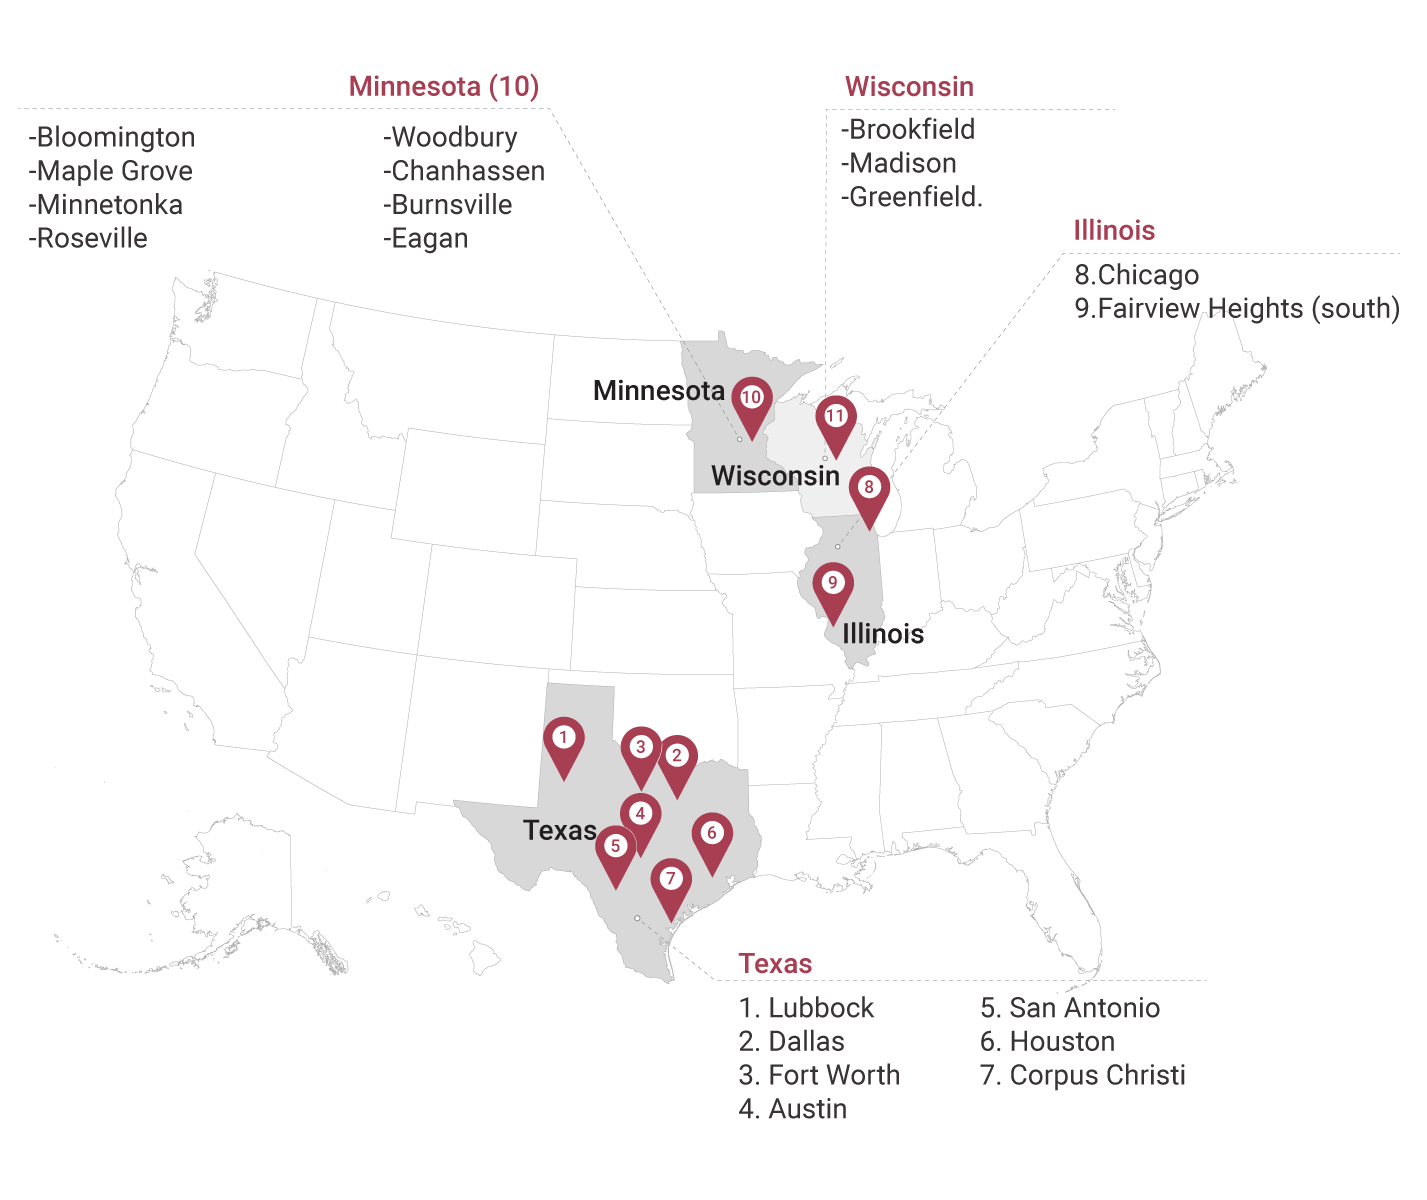 Minnesota (10)
-Bloomington
-Maple Grove
-Minnetonka
-Roseville
-Woodbury
-Chanhassen
-Burnsville
-Eagan
Wisconsin
-Brookfield
-Madison
-Greenfield.
Illinois
8.Chicago
9.Fairview Heights (south)
Minnesota
10
11
Wisconsin
8
9
Illinois
1
3
2
4
Texas
5
6
7
Texas
1. Lubbock
2. Dallas
3. Fort Worth
4. Austin
5. San Antonio
6. Houston
7. Corpus Christi